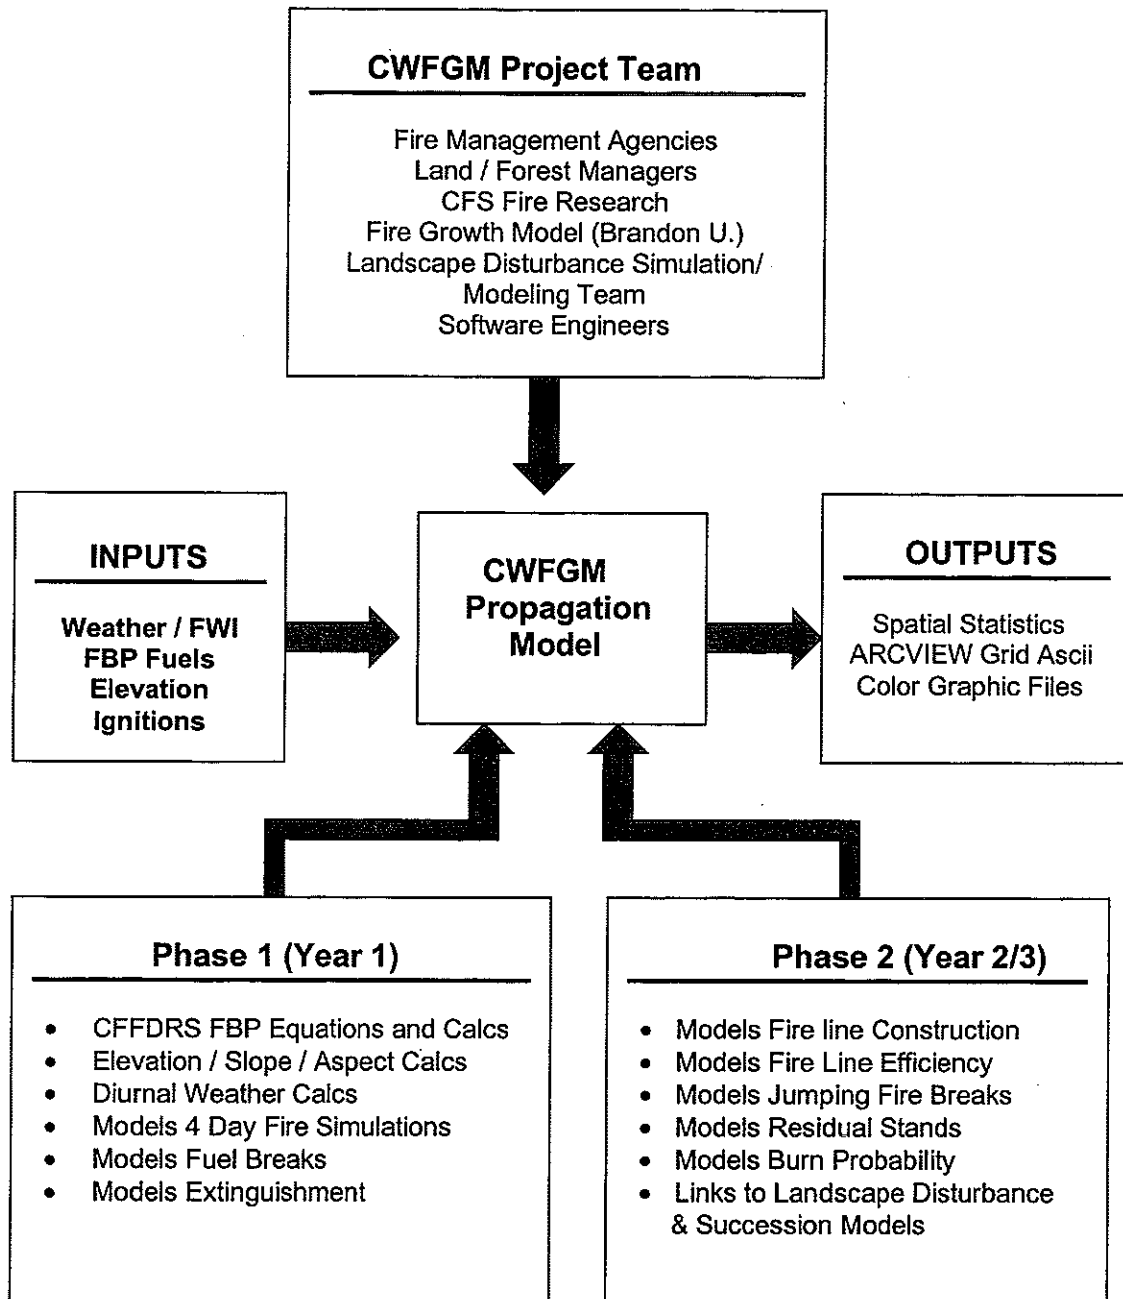 CWFGM Project Team
Fire Management Agencies
Land / Forest Managers
CFS Fire Research
Fire Growth Model (Brandon U.)
Landscape Disturbance Simulation/
Modeling Team
Software Engineers
INPUTS
Weather / FWI
FBP Fuels
Elevation
Ignitions
CWFGM
Propagation
Model
OUTPUTS
Spatial Statistics
ARCVIEW Grid Ascii
Color Graphic Files
Phase 1 (Year 1)
• CFFDRS FBP Equations and Calcs
• Elevation / Slope / Aspect Calcs
• Diurnal Weather Calcs
• Models 4 Day Fire Simulations
• Models Fuel Breaks
• Models Extinguishment
Phase 2 (Year 2/3)
• Models Fire line Construction
• Models Fire Line Efficiency
• Models Jumping Fire Breaks
• Models Residual Stands
• Models Burn Probability
• Links to Landscape Disturbance
& Succession Models